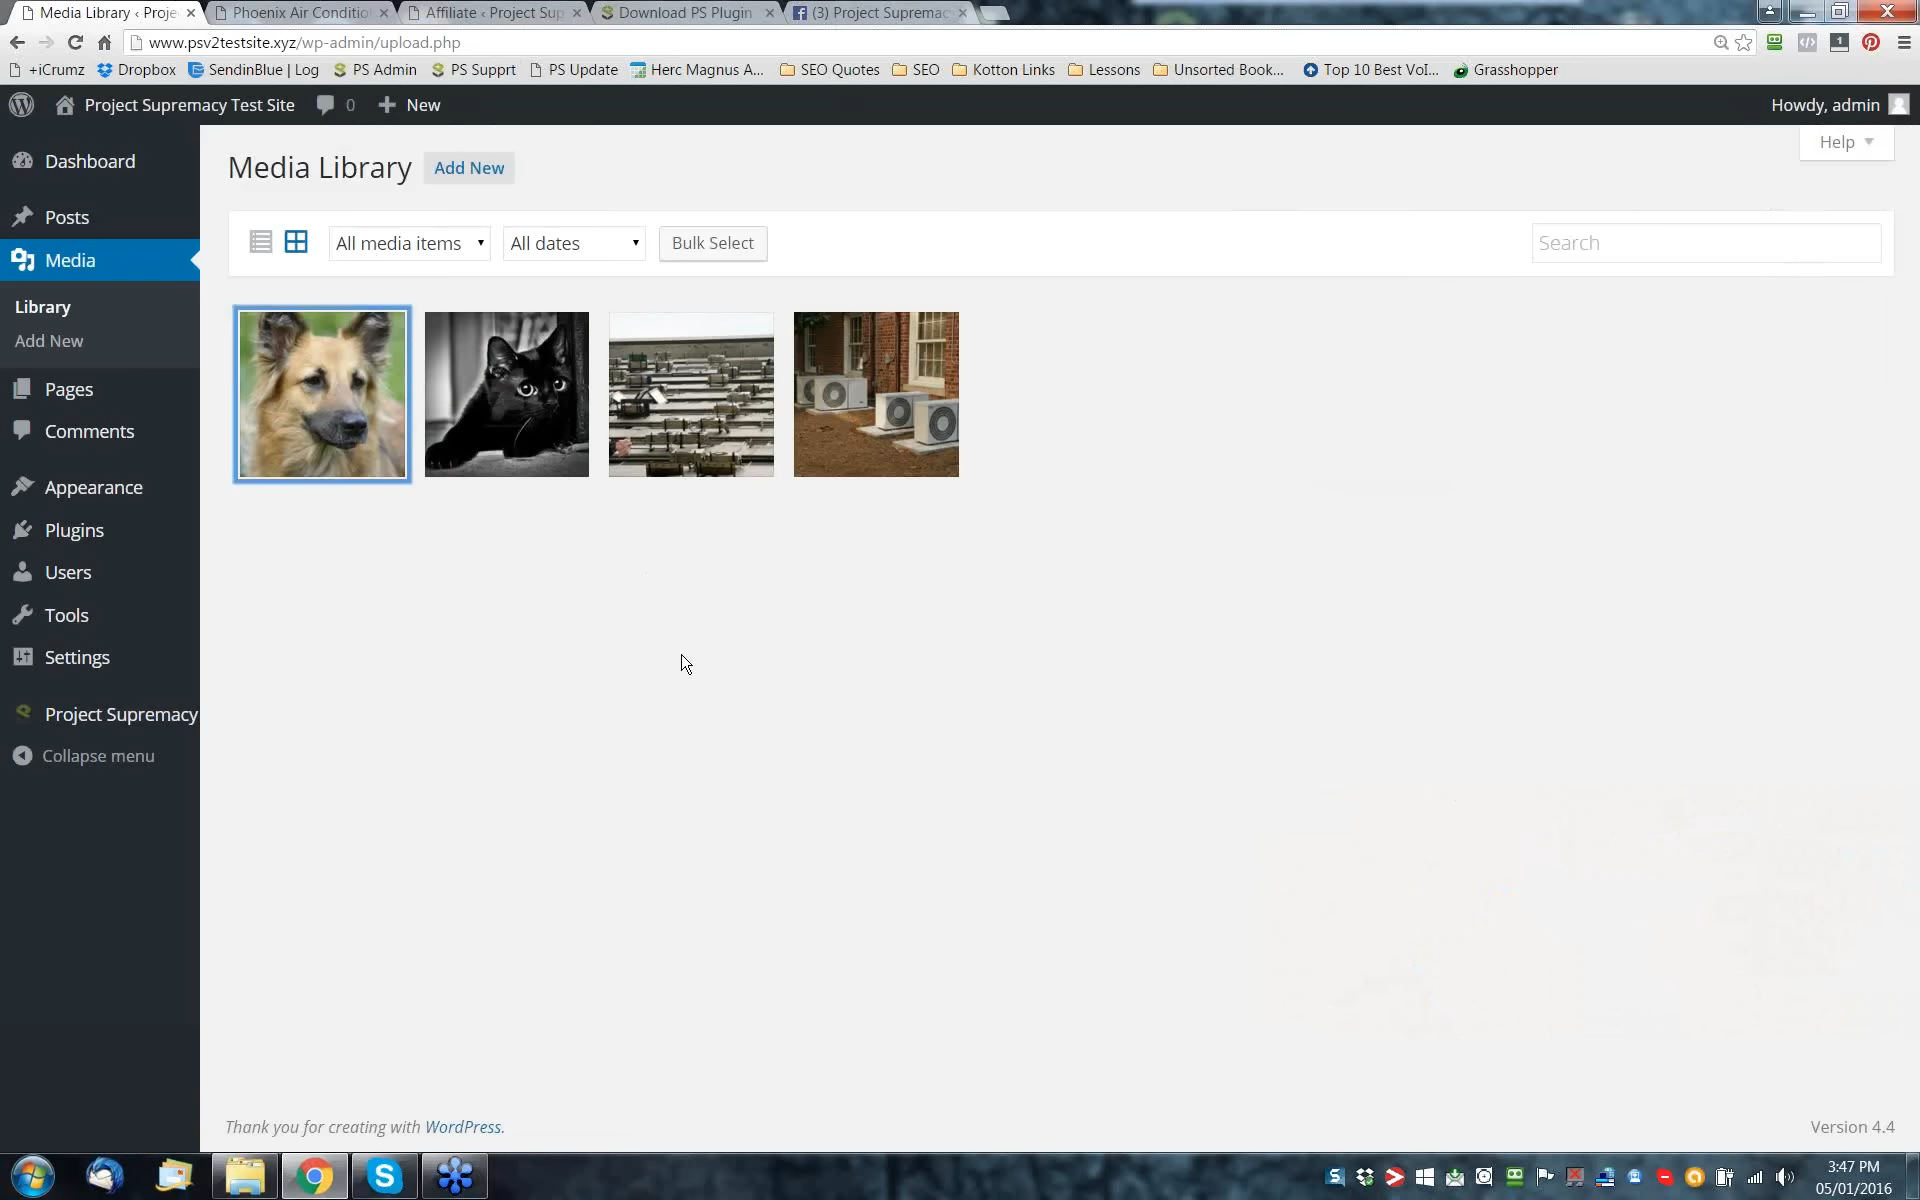 Media Library ‹ Proje
Phoenix Air Conditio
Affiliate ‹ Project Sup
Download PS Plugin
(3) Project Supremac
www.psv2testsite.xyz/wp-admin/upload.php
+iCrumz
Dropbox
SendinBlue | Log
PS Admin
PS Supprt
PS Update
Herc Magnus A...
SEO Quotes
SEO
Kotton Links
Lessons
Unsorted Book...
Top 10 Best VoI...
Grasshopper
Project Supremacy Test Site
0
New
Howdy, admin
Dashboard
Posts
Media
Library
Add New
Pages
Comments
Appearance
Plugins
Users
Tools
Settings
Project Supremacy
Collapse menu
Media Library
Add New
Help
All media items
All dates
Bulk Select
Search
Thank you for creating with WordPress.
Version 4.4
3:47 PM
05/01/2016